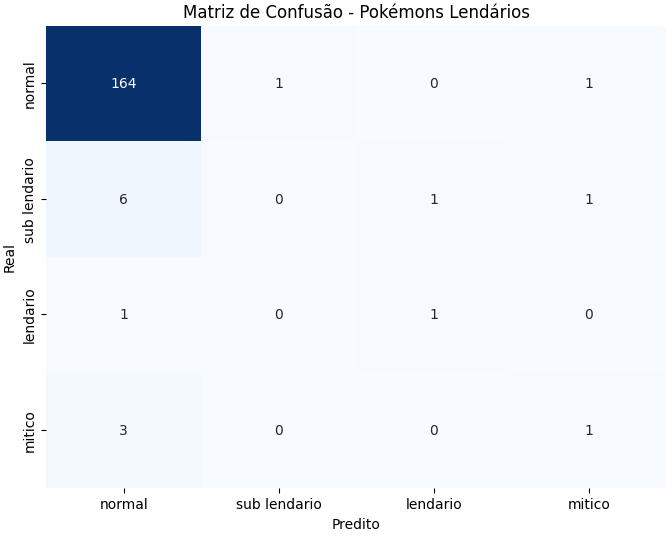 Matriz de Confusão - Pokémons Lendários
Real
normal
164 1 0 1
sub lendario
6 0 1 1
lendario
1 0 1 0
mitico
3 0 0 1
normal sub lendario lendario mitico
Predito